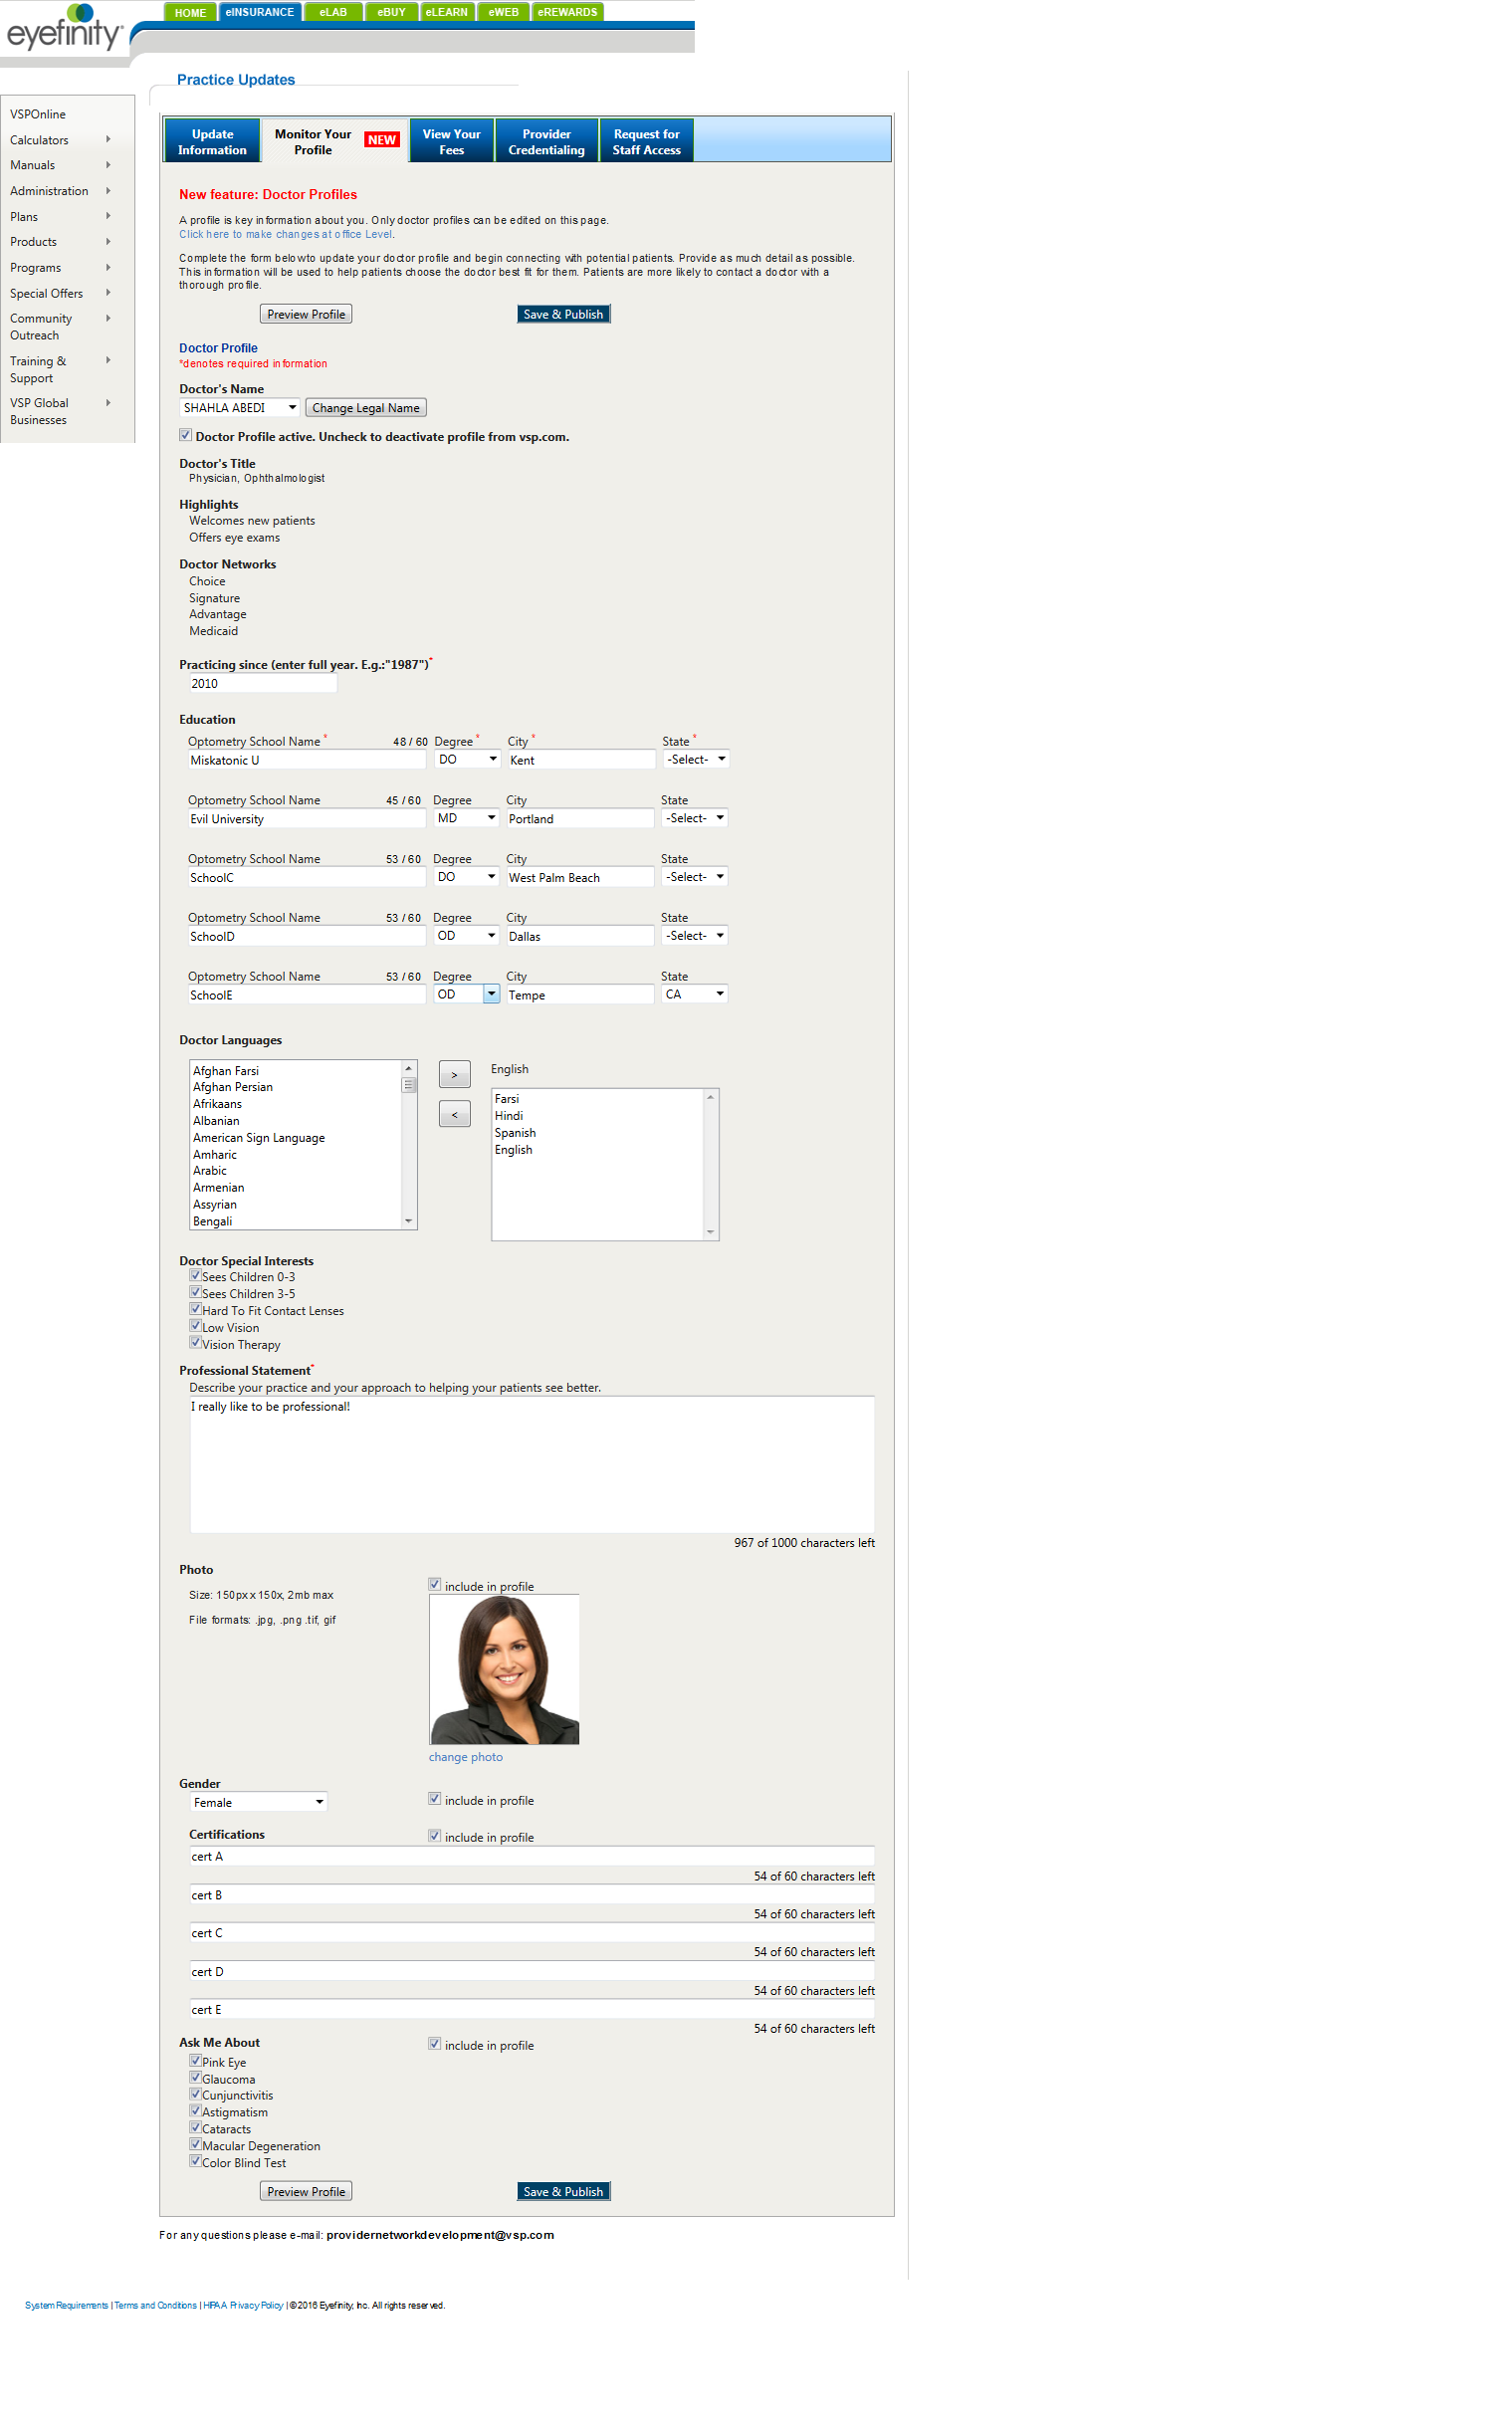 HOME eINSURANCE eLAB eBUY eLEARN eWEB eREWARDS
eyefinity
Practice Updates
VSPOnline
Calculators
Manuals
Administration
Plans
Products
Programs
Special Offers
Community
Outreach
Training &
Support
VSP Global
Businesses
Update
Information
Monitor Your
Profile
NEW
View Your
Fees
Provider
Credentialing
Request for
Staff Access
New feature: Doctor Profiles
A profile is key information about you. Only doctor profiles can be edited on this page.
Click here to make changes at office Level.
Complete the form below to update your doctor profile and begin connecting with potential patients. Provide as much detail as possible.
This information will be used to help patients choose the doctor best fit for them. Patients are more likely to contact a doctor with a
thorough profile.
Preview Profile Save & Publish
Doctor Profile
*denotes required information
Doctor's Name
SHAHLA ABEDI Change Legal Name
Doctor Profile active. Uncheck to deactivate profile from vsp.com.
Doctor's Title
Physician, Ophthalmologist
Highlights
Welcomes new patients
Offers eye exams
Doctor Networks
Choice
Signature
Advantage
Medicaid
Practicing since (enter full year. E.g.:"1987")*
2010
Education
Optometry School Name * 48 / 60 Degree * City * State *
Miskatonic U DO Kent -Select-
Optometry School Name 45 / 60 Degree City State
Evil University MD Portland -Select-
Optometry School Name 53 / 60 Degree City State
SchoolC DO West Palm Beach -Select-
Optometry School Name 53 / 60 Degree City State
SchoolD OD Dallas -Select-
Optometry School Name 53 / 60 Degree City State
SchoolE OD Tempe CA
Doctor Languages
Afghan Farsi
Afghan Persian
Afrikaans
Albanian
American Sign Language
Amharic
Arabic
Armenian
Assyrian
Bengali
>
<
English
Farsi
Hindi
Spanish
English
Doctor Special Interests
Sees Children 0-3
Sees Children 3-5
Hard To Fit Contact Lenses
Low Vision
Vision Therapy
Professional Statement*
Describe your practice and your approach to helping your patients see better.
I really like to be professional!
967 of 1000 characters left
Photo
include in profile
Size: 150px x 150x, 2mb max
File formats: .jpg, .png .tif, gif
change photo
Gender
Female include in profile
Certifications include in profile
cert A
54 of 60 characters left
cert B
54 of 60 characters left
cert C
54 of 60 characters left
cert D
54 of 60 characters left
cert E
54 of 60 characters left
Ask Me About include in profile
Pink Eye
Glaucoma
Cunjunctivitis
Astigmatism
Cataracts
Macular Degeneration
Color Blind Test
Preview Profile Save & Publish
For any questions please e-mail: providernetworkdevelopment@vsp.com
System Requirements | Terms and Conditions | HIPAA Privacy Policy | © 2016 Eyefinity, Inc. All rights reserved.